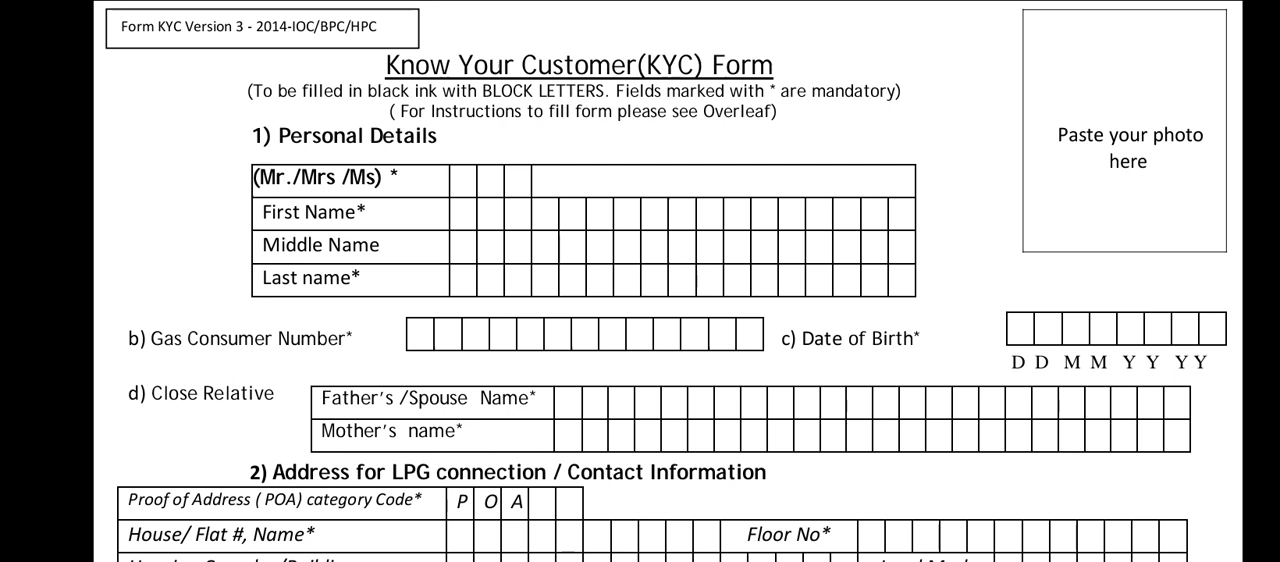 Form KYC Version 3 - 2014-IOC/BPC/HPC
Know Your Customer(KYC) Form
(To be filled in black ink with BLOCK LETTERS. Fields marked with * are mandatory)
( For Instructions to fill form please see Overleaf)
Paste your photo
here
1) Personal Details
(Mr./Mrs /Ms) *
First Name*
Middle Name
Last name*
b) Gas Consumer Number* c) Date of Birth*
D D M M Y Y Y Y
d) Close Relative
Father's /Spouse Name*
Mother's name*
2) Address for LPG connection / Contact Information
Proof of Address ( POA) category Code* P O A
House/ Flat #, Name* Floor No*